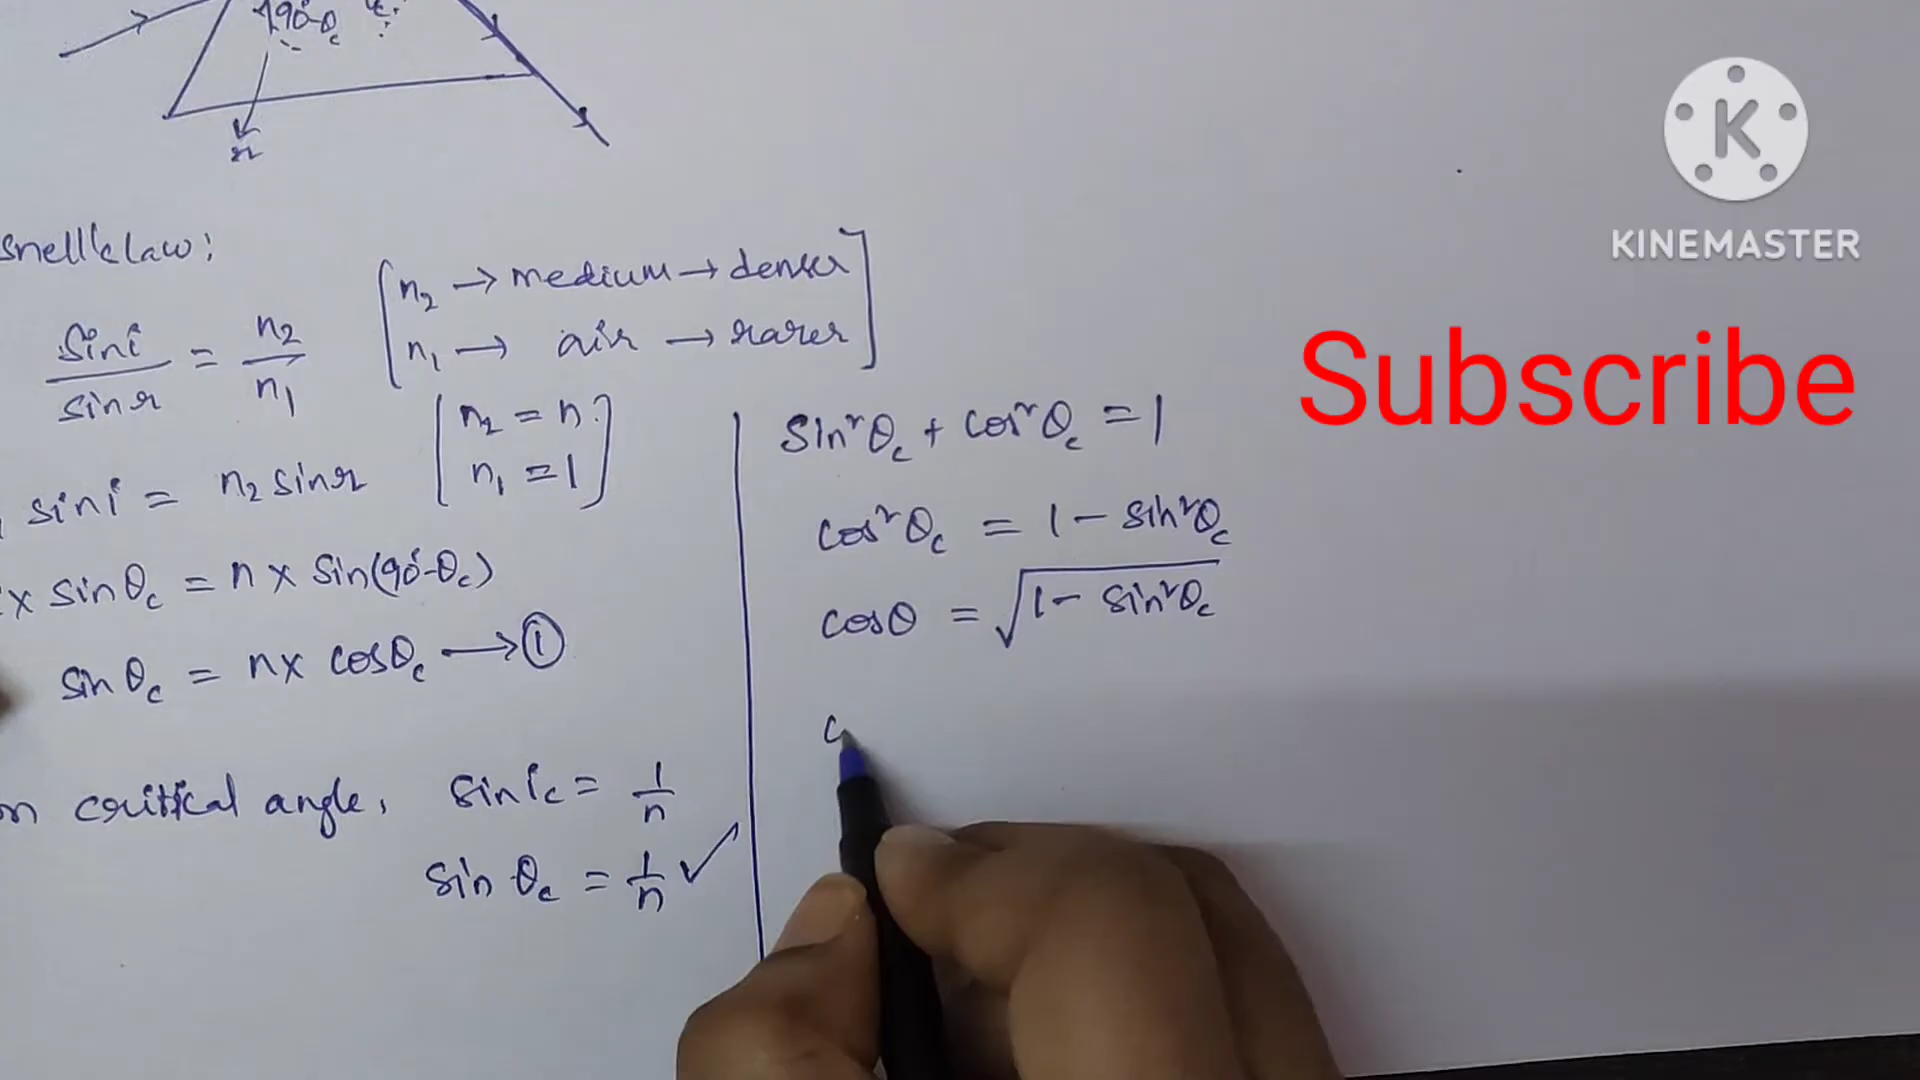 90°-θc
r
Snell's law:
sin i / sin r = n2 / n1
[n2 → medium → denser
n1 → air → rarer]
sin i = n2 sin r
[n2 = n
n1 = 1]
x sin θc = n x sin(90°-θc)
sin θc = n x cos θc → ①
critical angle, sin ic = 1/n
sin θc = 1/n ✓
sin²θc + cos²θc = 1
cos²θc = 1 - sin²θc
cosθ = √1 - sin²θc
c
K
KINEMASTER
Subscribe